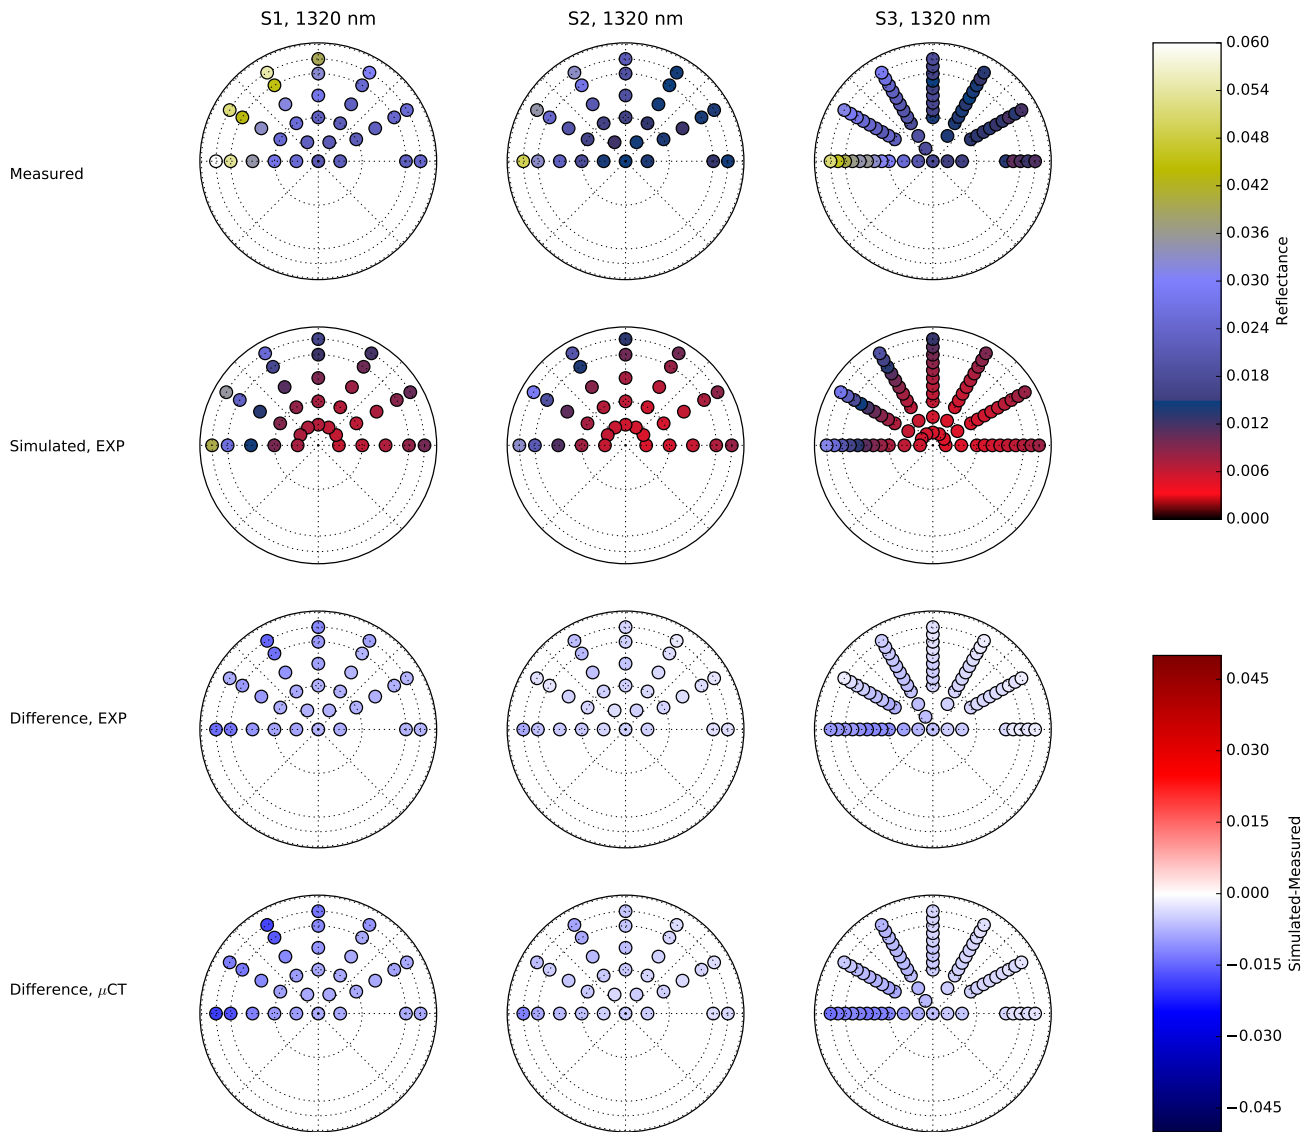 S1, 1320 nm
S2, 1320 nm
S3, 1320 nm
Measured
Simulated, EXP
Difference, EXP
Difference, μCT
0.060
0.054
0.048
0.042
0.036
0.030
0.024
0.018
0.012
0.006
0.000
Reflectance
0.045
0.030
0.015
0.000
−0.015
−0.030
−0.045
Simulated-Measured